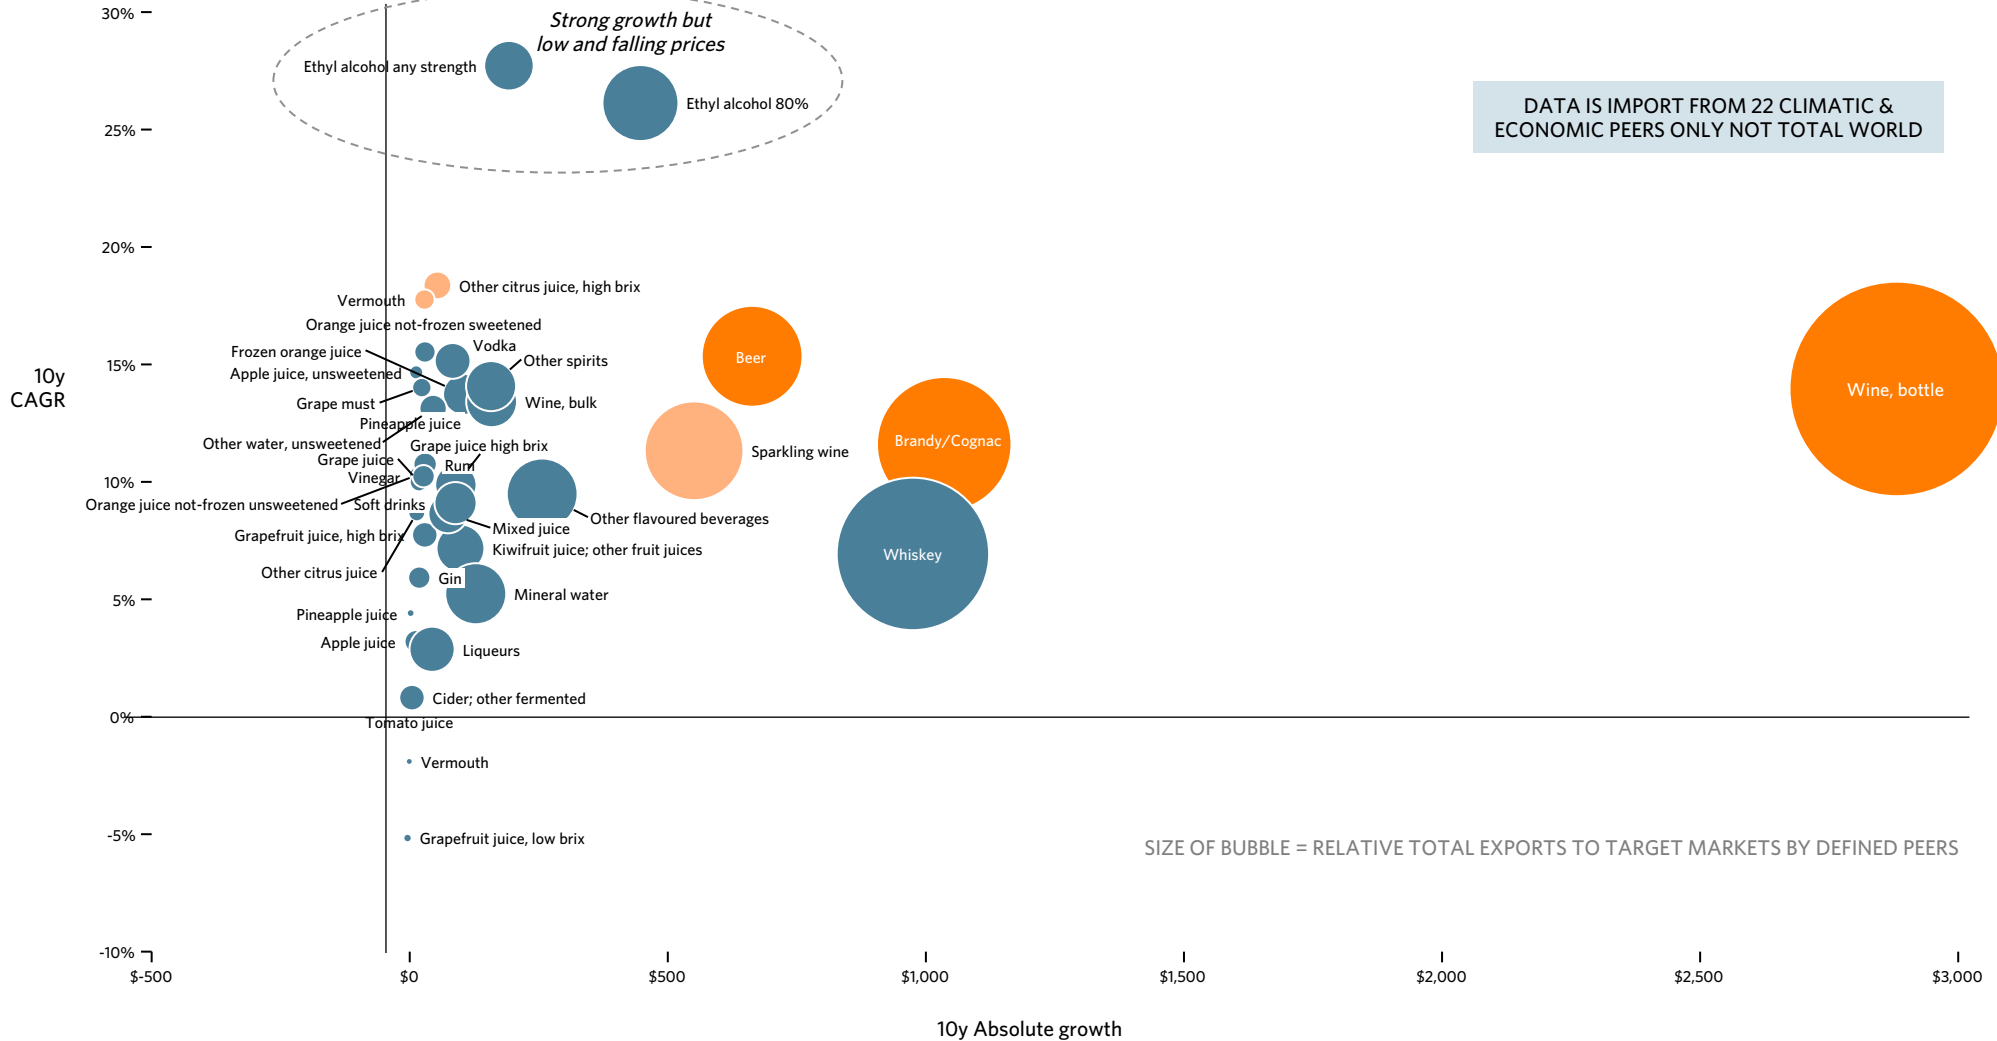 30%
Strong growth but
low and falling prices
Ethyl alcohol any strength
Ethyl alcohol 80%
DATA IS IMPORT FROM 22 CLIMATIC &
ECONOMIC PEERS ONLY NOT TOTAL WORLD
25%
20%
Other citrus juice, high brix
Vermouth
Orange juice not-frozen sweetened
Vodka
Frozen orange juice
Other spirits
Beer
15%
10y
CAGR
Apple juice, unsweetened
Wine, bottle
Grape must
Wine, bulk
Pineapple juice
Other water, unsweetened
Brandy/Cognac
Grape juice high brix
Sparkling wine
Grape juice
Rum
Vinegar
10%
Orange juice not-frozen unsweetened
Soft drinks
Other flavoured beverages
Mixed juice
Grapefruit juice, high brix
Kiwifruit juice; other fruit juices
Whiskey
Other citrus juice
Gin
Mineral water
5%
Pineapple juice
Apple juice
Liqueurs
Cider; other fermented
0%
Tomato juice
Vermouth
-5%
Grapefruit juice, low brix
SIZE OF BUBBLE = RELATIVE TOTAL EXPORTS TO TARGET MARKETS BY DEFINED PEERS
-10%
$-500
$0
$500
$1,000
$1,500
$2,000
$2,500
$3,000
10y Absolute growth